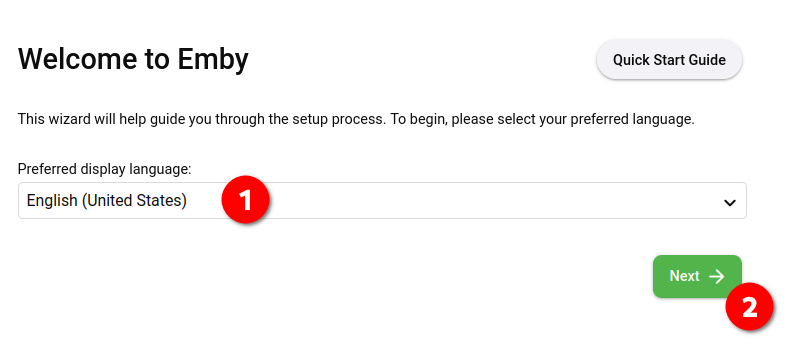 Welcome to Emby
Quick Start Guide
This wizard will help guide you through the setup process. To begin, please select your preferred language.
Preferred display language:
English (United States)
1
Next
2